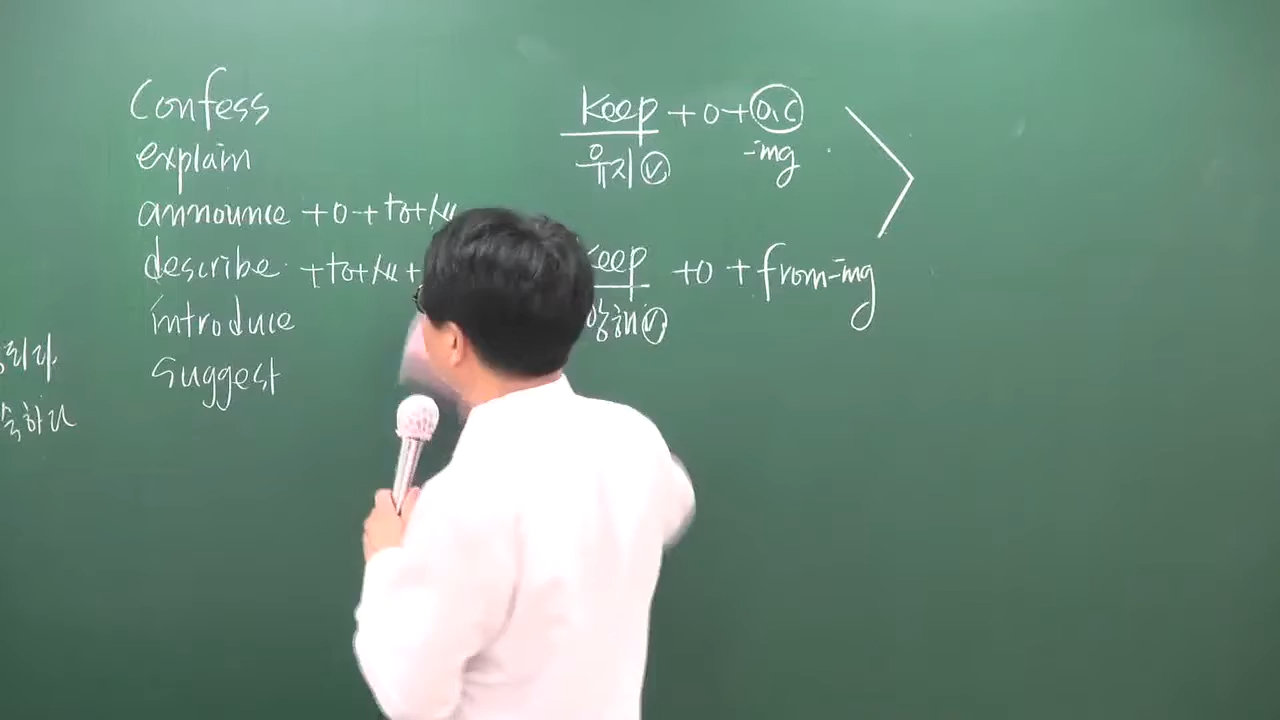 Confess
explain
announce +O+to+사
describe +to+사+
introduce
suggest
keep +O+O.C
유지 ⓥ -ing
keep +O +from-ing
방해 ⓥ